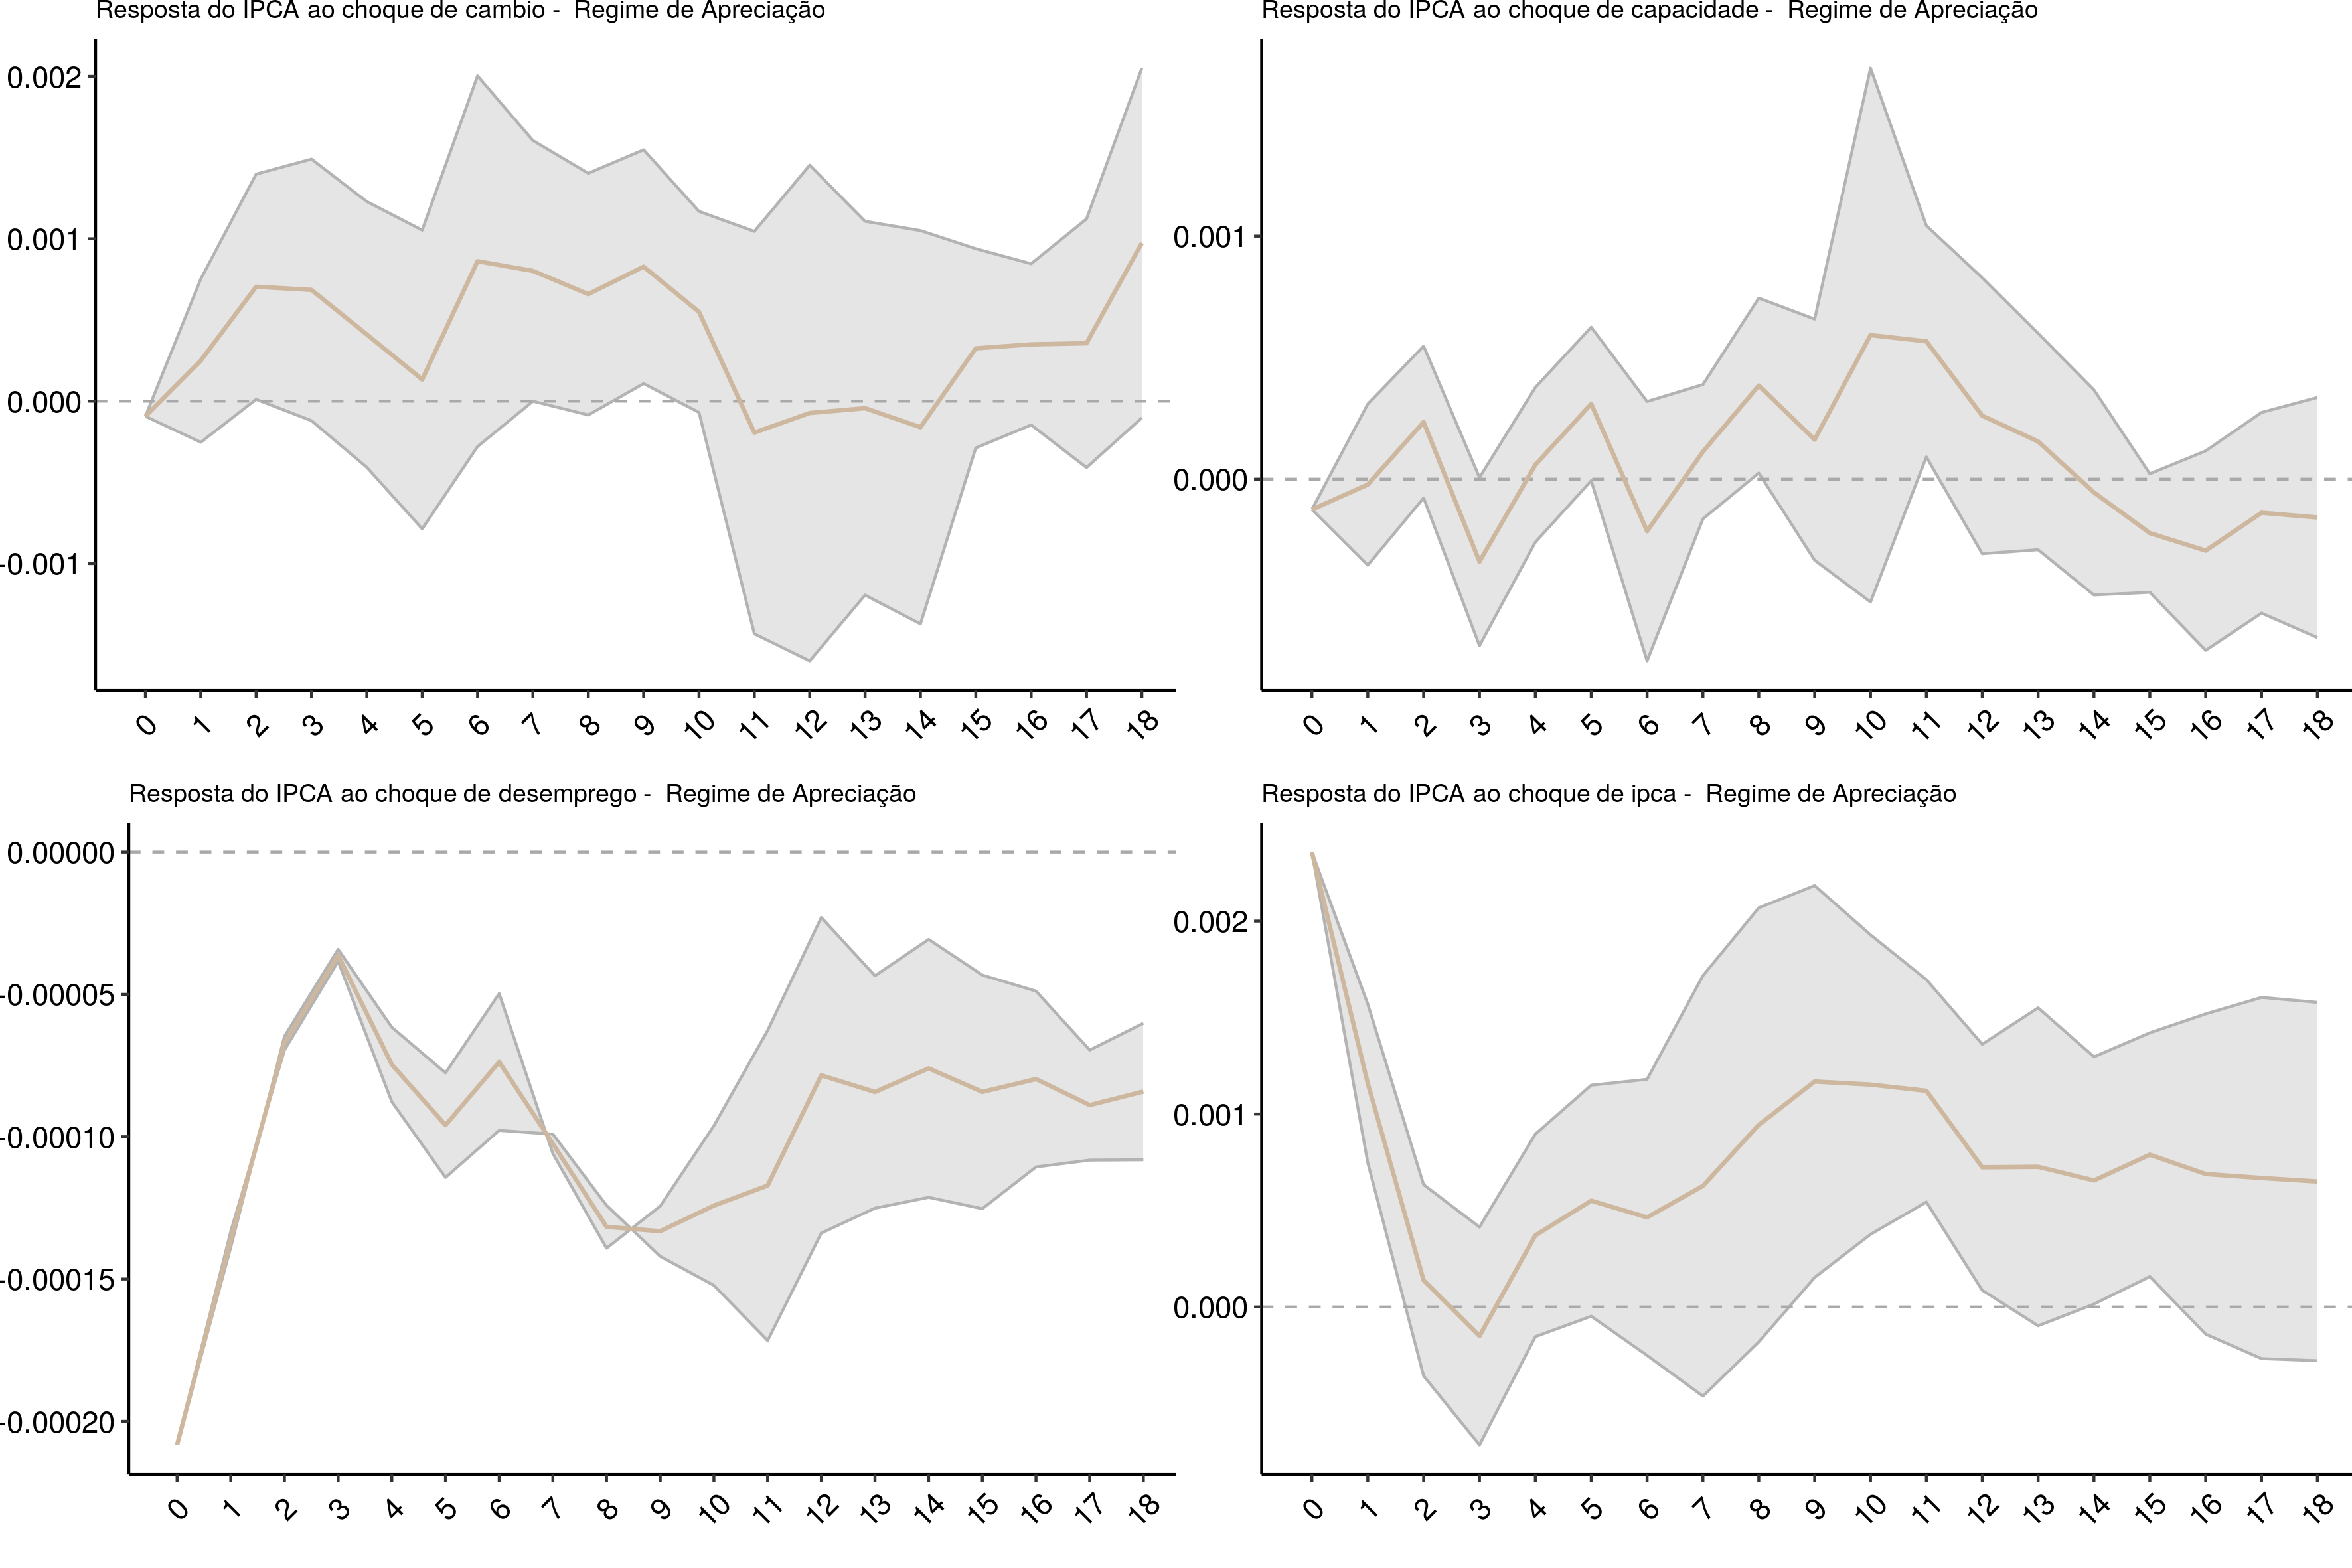 Resposta do IPCA ao choque de cambio -  Regime de Apreciação
0.002
0.001
0.000
-0.001
0 1 2 3 4 5 6 7 8 9 10 11 12 13 14 15 16 17 18
Resposta do IPCA ao choque de capacidade -  Regime de Apreciação
0.001
0.000
0 1 2 3 4 5 6 7 8 9 10 11 12 13 14 15 16 17 18
Resposta do IPCA ao choque de desemprego -  Regime de Apreciação
0.00000
-0.00005
-0.00010
-0.00015
-0.00020
0 1 2 3 4 5 6 7 8 9 10 11 12 13 14 15 16 17 18
Resposta do IPCA ao choque de ipca -  Regime de Apreciação
0.002
0.001
0.000
0 1 2 3 4 5 6 7 8 9 10 11 12 13 14 15 16 17 18